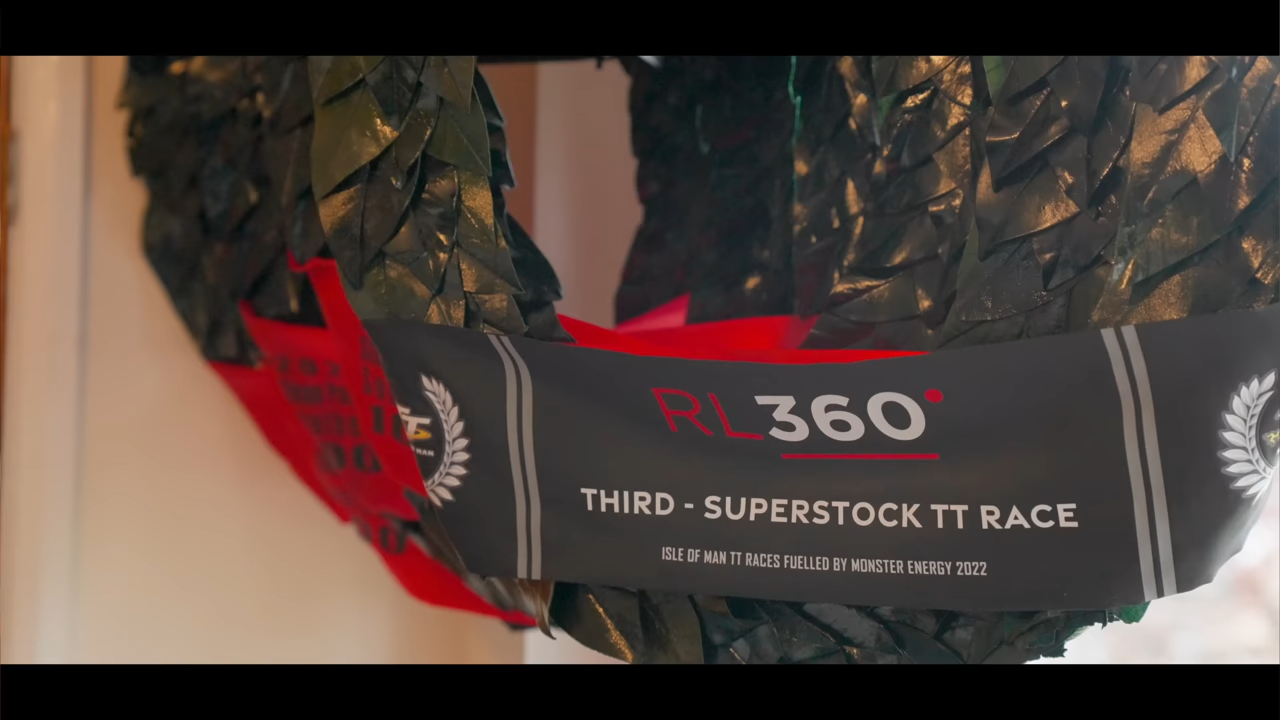 RL360°
THIRD - SUPERSTOCK TT RACE
ISLE OF MAN TT RACES FUELLED BY MONSTER ENERGY 2022